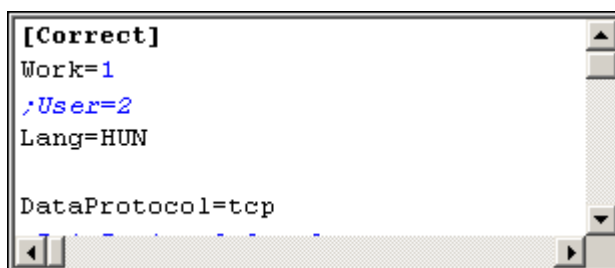 [Correct]
Work=1
;User=2
Lang=HUN
DataProtocol=tcp